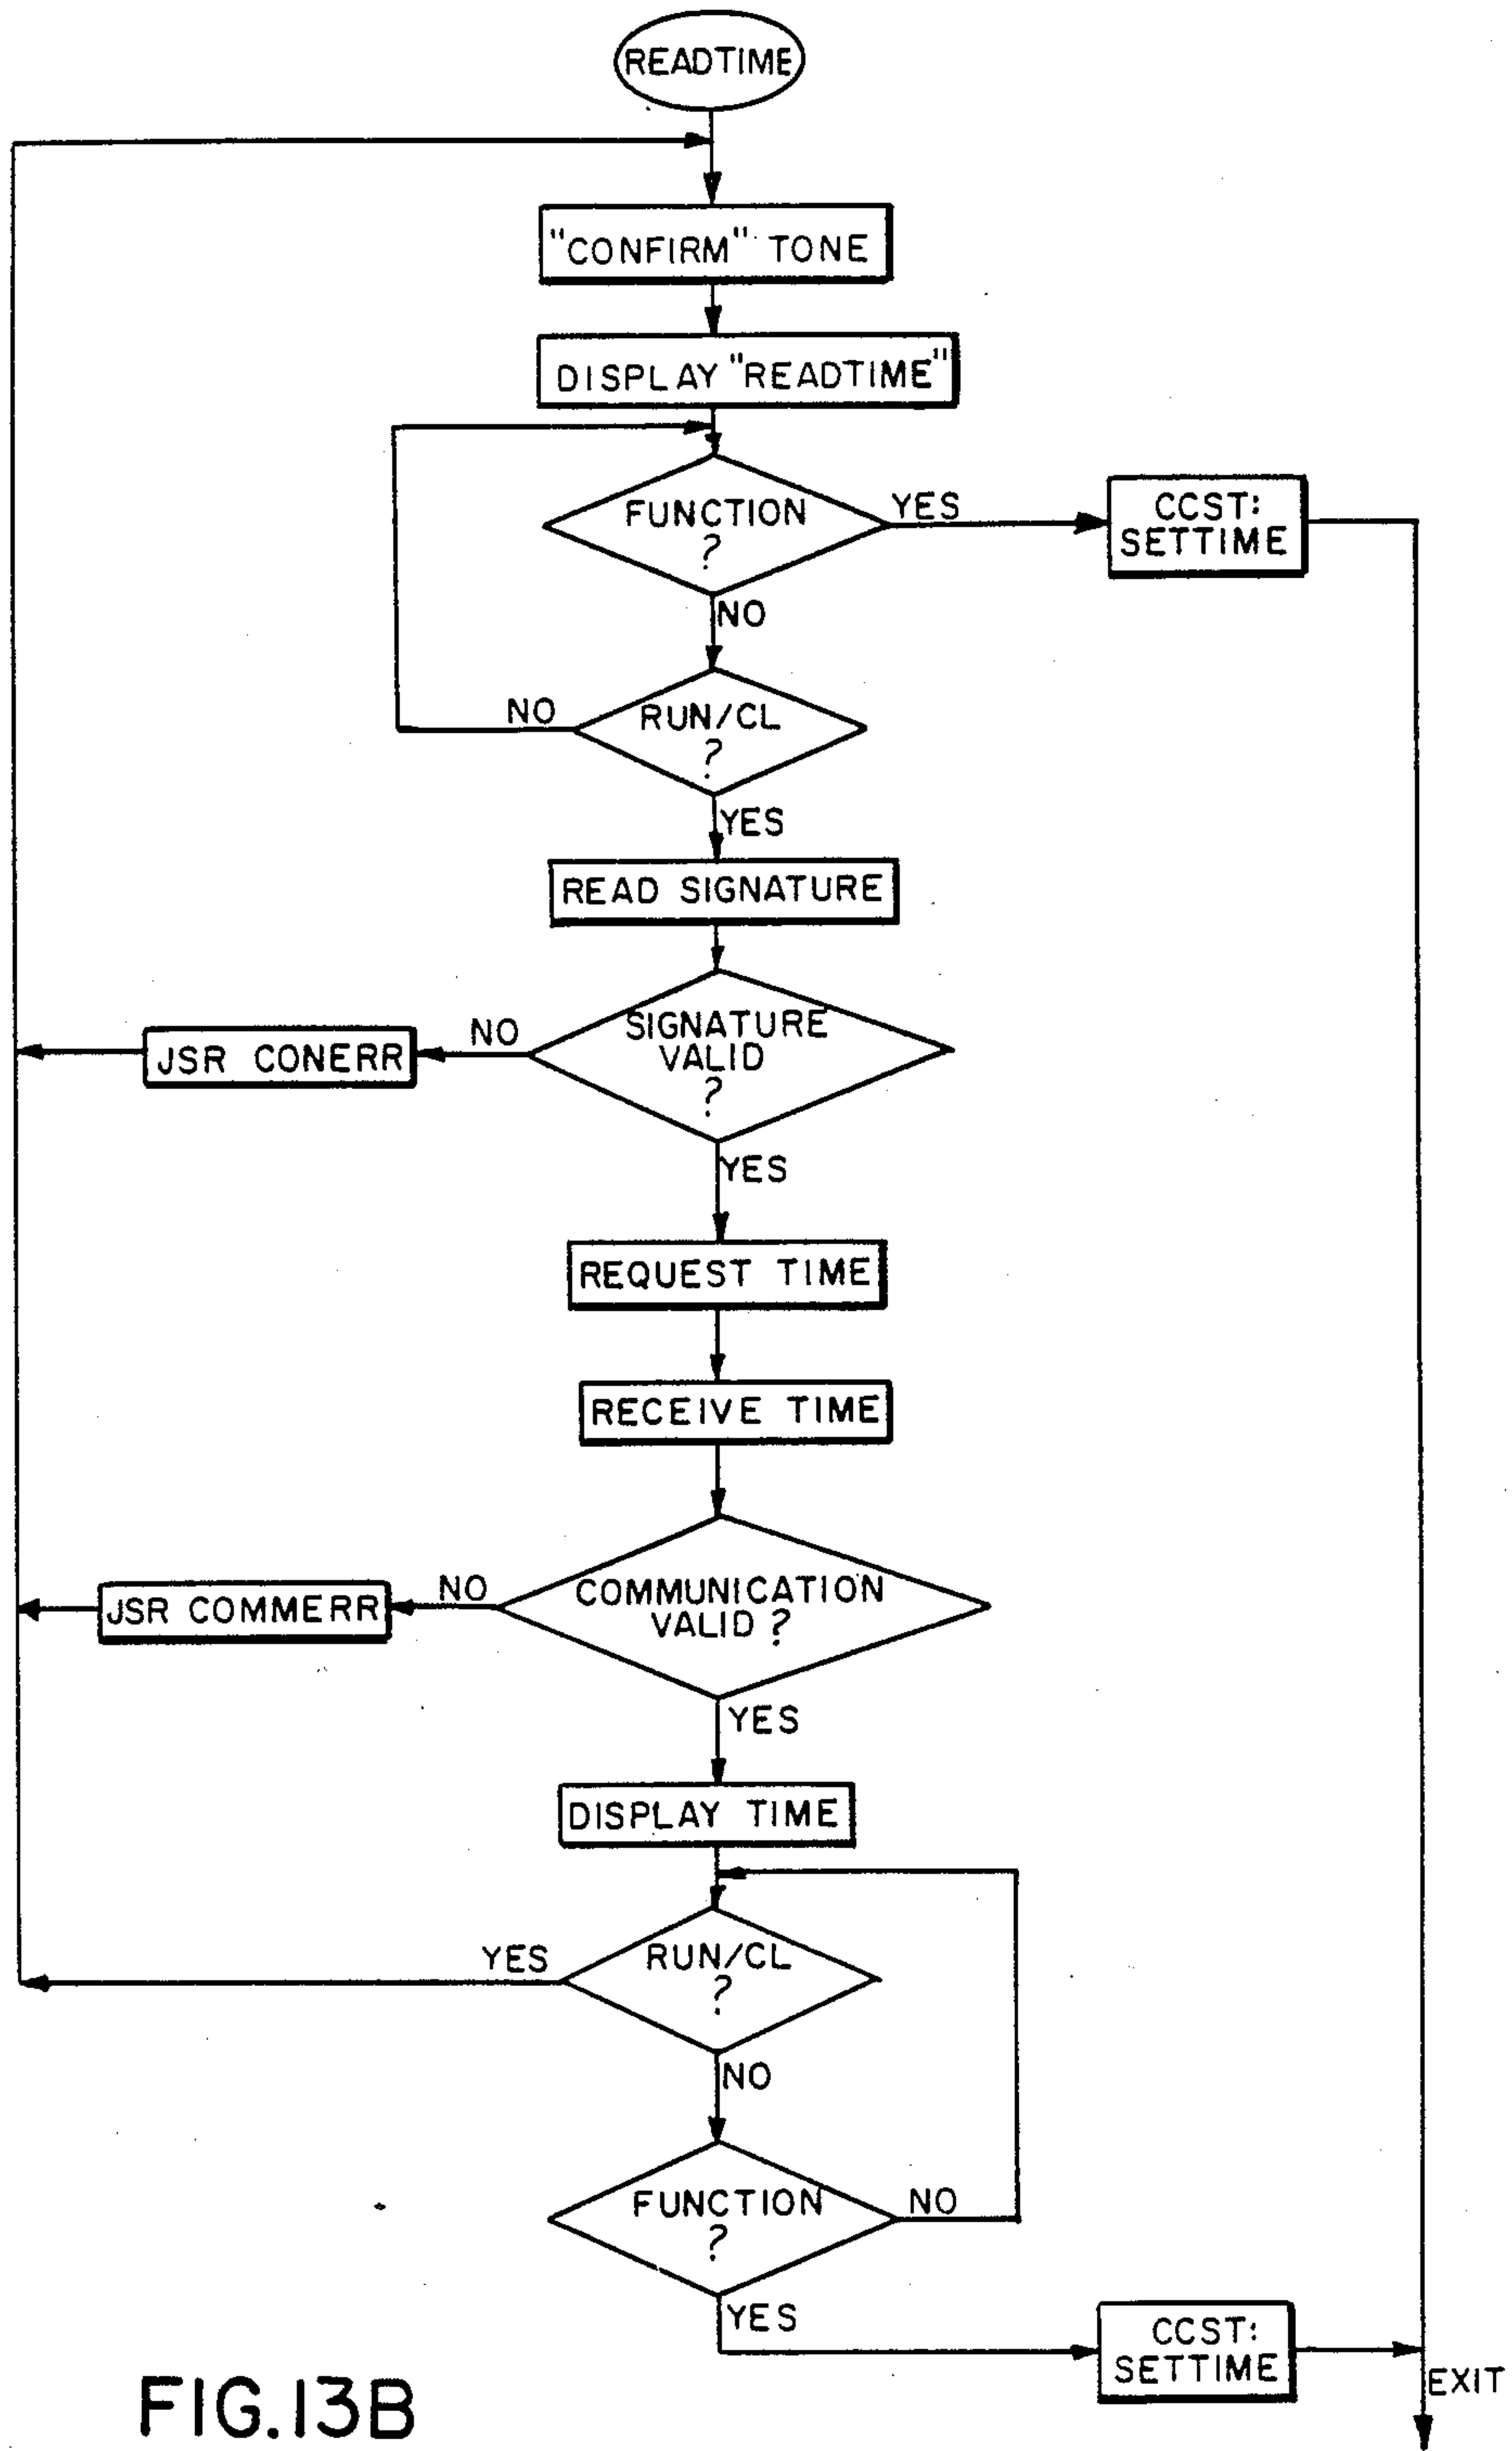 READTIME
"CONFIRM" TONE
DISPLAY "READTIME"
FUNCTION
?
YES
CCST:
SETTIME
NO
RUN/CL
?
NO
YES
READ SIGNATURE
SIGNATURE
VALID
?
NO
JSR CONERR
YES
REQUEST TIME
RECEIVE TIME
COMMUNICATION
VALID ?
NO
JSR COMMERR
YES
DISPLAY TIME
RUN/CL
?
YES
NO
FUNCTION
?
NO
YES
CCST:
SETTIME
EXIT
FIG.13B